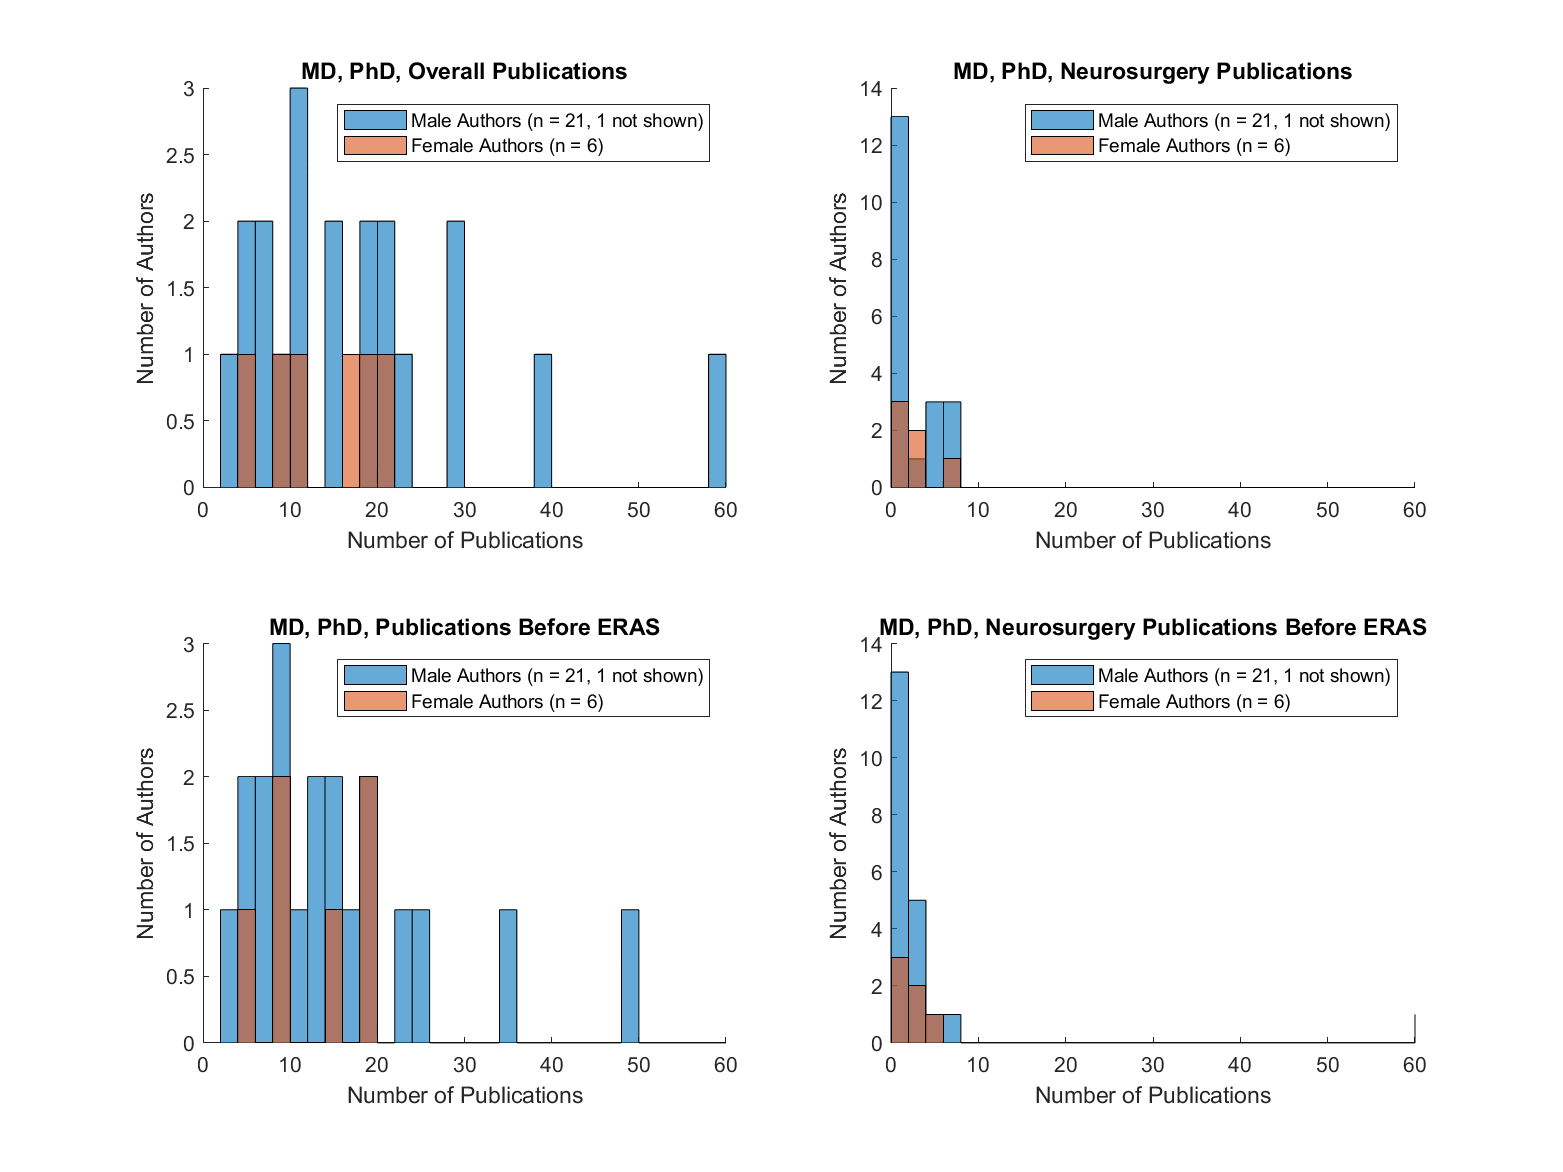 MD, PhD, Overall Publications
3
2.5
2
1.5
1
0.5
0
Number of Authors
Male Authors (n = 21, 1 not shown)
Female Authors (n = 6)
0 10 20 30 40 50 60
Number of Publications
MD, PhD, Neurosurgery Publications
14
12
10
8
6
4
2
0
Number of Authors
Male Authors (n = 21, 1 not shown)
Female Authors (n = 6)
0 10 20 30 40 50 60
Number of Publications
MD, PhD, Publications Before ERAS
3
2.5
2
1.5
1
0.5
0
Number of Authors
Male Authors (n = 21, 1 not shown)
Female Authors (n = 6)
0 10 20 30 40 50 60
Number of Publications
MD, PhD, Neurosurgery Publications Before ERAS
14
12
10
8
6
4
2
0
Number of Authors
Male Authors (n = 21, 1 not shown)
Female Authors (n = 6)
0 10 20 30 40 50 60
Number of Publications